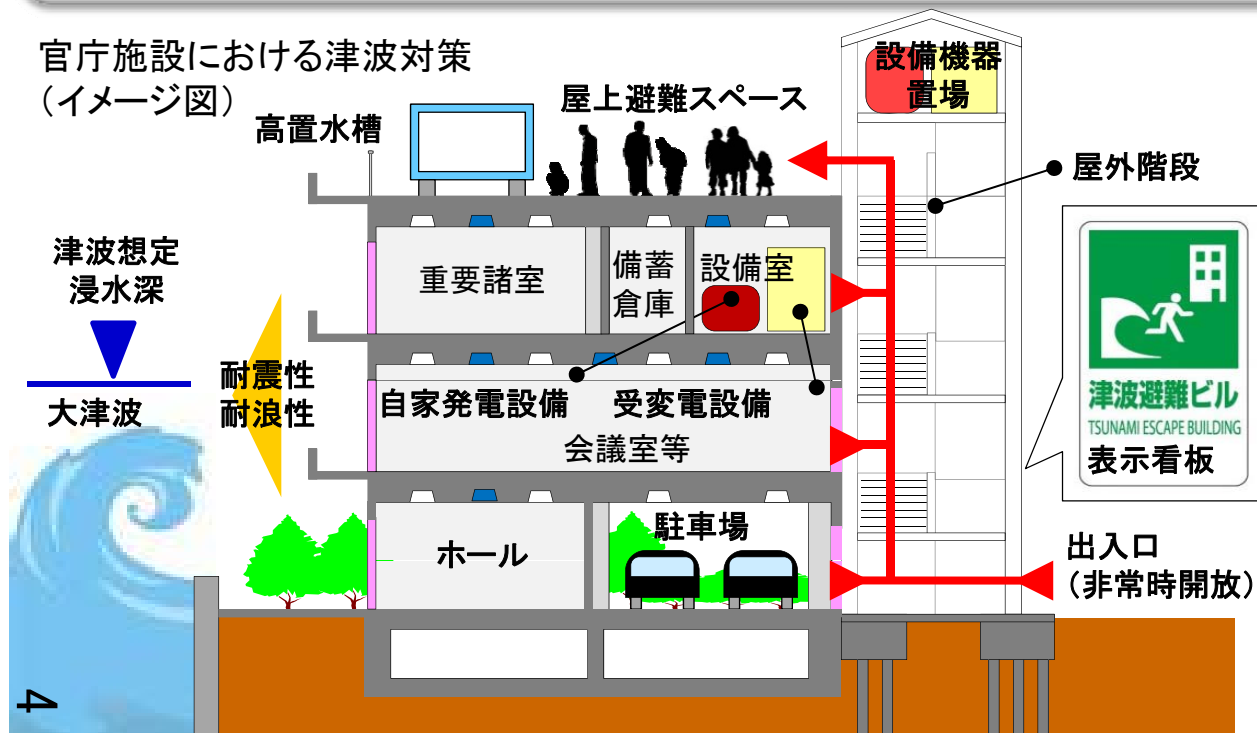 官庁施設における津波対策
（イメージ図）
設備機器
置場
屋上避難スペース
高置水槽
屋外階段
津波想定
浸水深
重要諸室
備蓄
倉庫
設備室
耐震性
耐浪性
大津波
自家発電設備
受変電設備
会議室等
津波避難ビル
TSUNAMI ESCAPE BUILDING
表示看板
駐車場
ホール
出入口
（非常時開放）
4